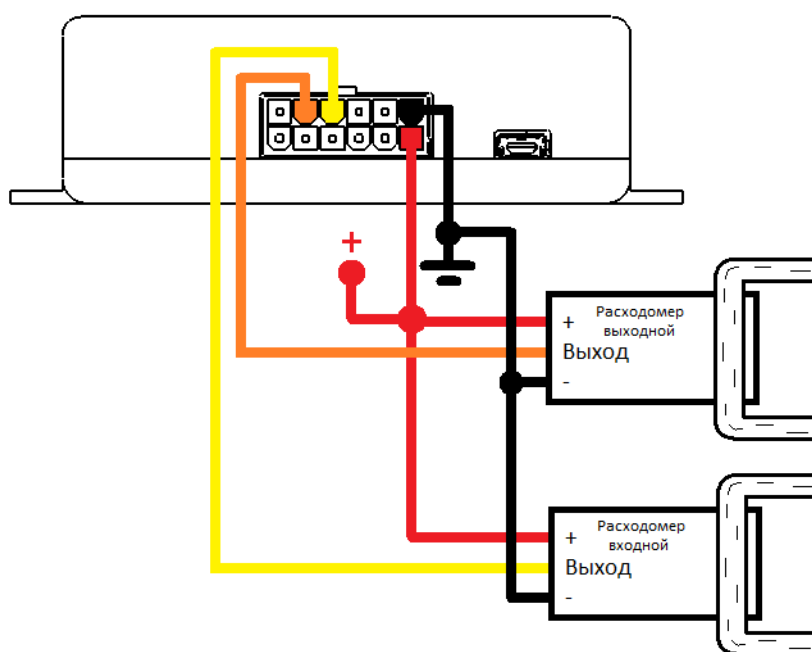 +
+ Расходомер
выходной
Выход
-
+ Расходомер
входной
Выход
-